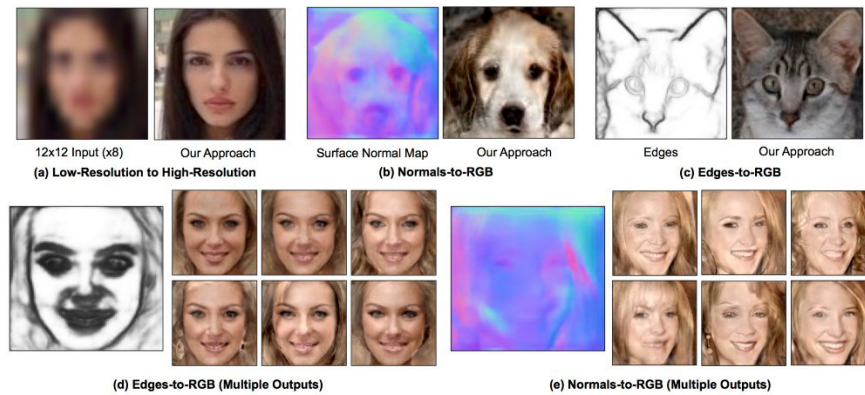 12x12 Input (x8)
Our Approach
(a) Low-Resolution to High-Resolution
Surface Normal Map
Our Approach
(b) Normals-to-RGB
Edges
Our Approach
(c) Edges-to-RGB
(d) Edges-to-RGB (Multiple Outputs)
(e) Normals-to-RGB (Multiple Outputs)